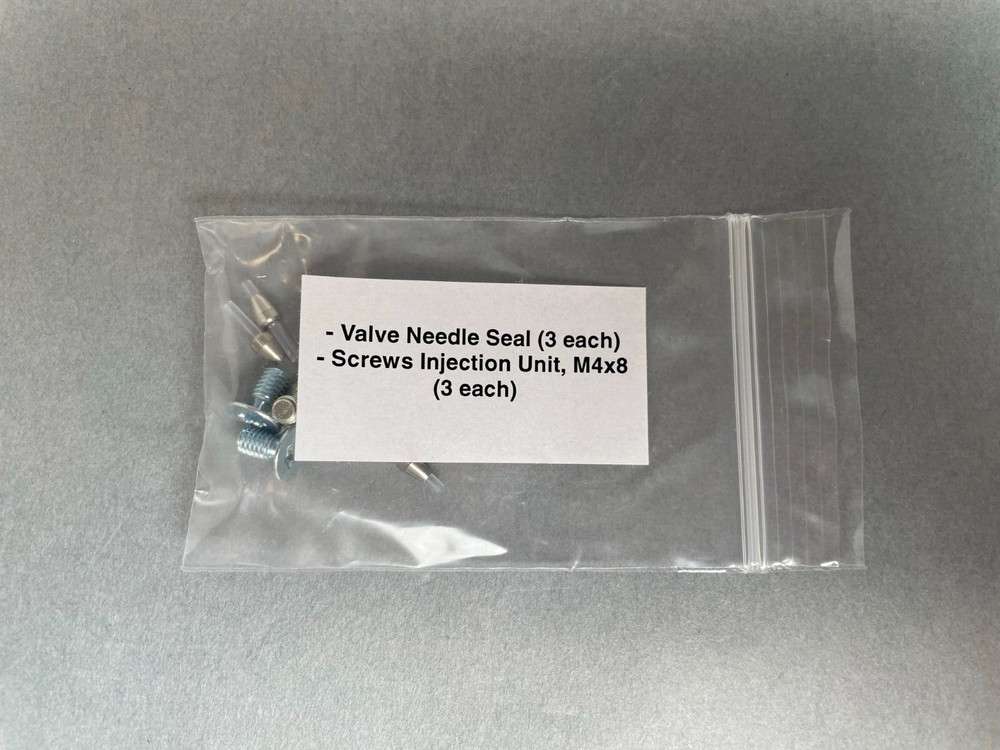 - Valve Needle Seal (3 each)
- Screws Injection Unit, M4x8
(3 each)